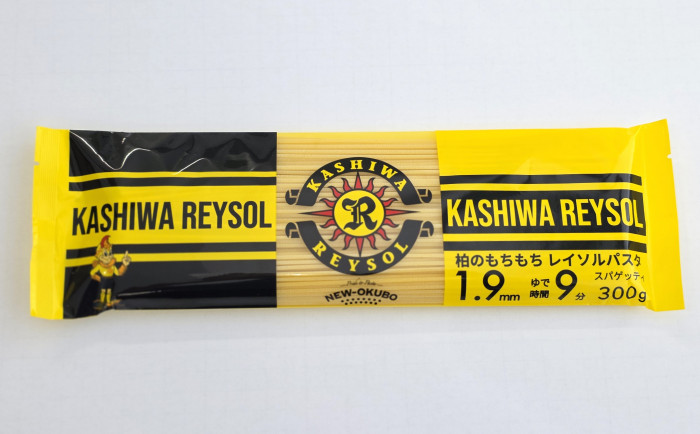 KASHIWA REYSOL
KASHIWA
R
REYSOL
NEW-OKUBO
KASHIWA REYSOL
柏のもちもち レイソルパスタ
スパゲッティ
1.9mm ゆで時間 9分 300g